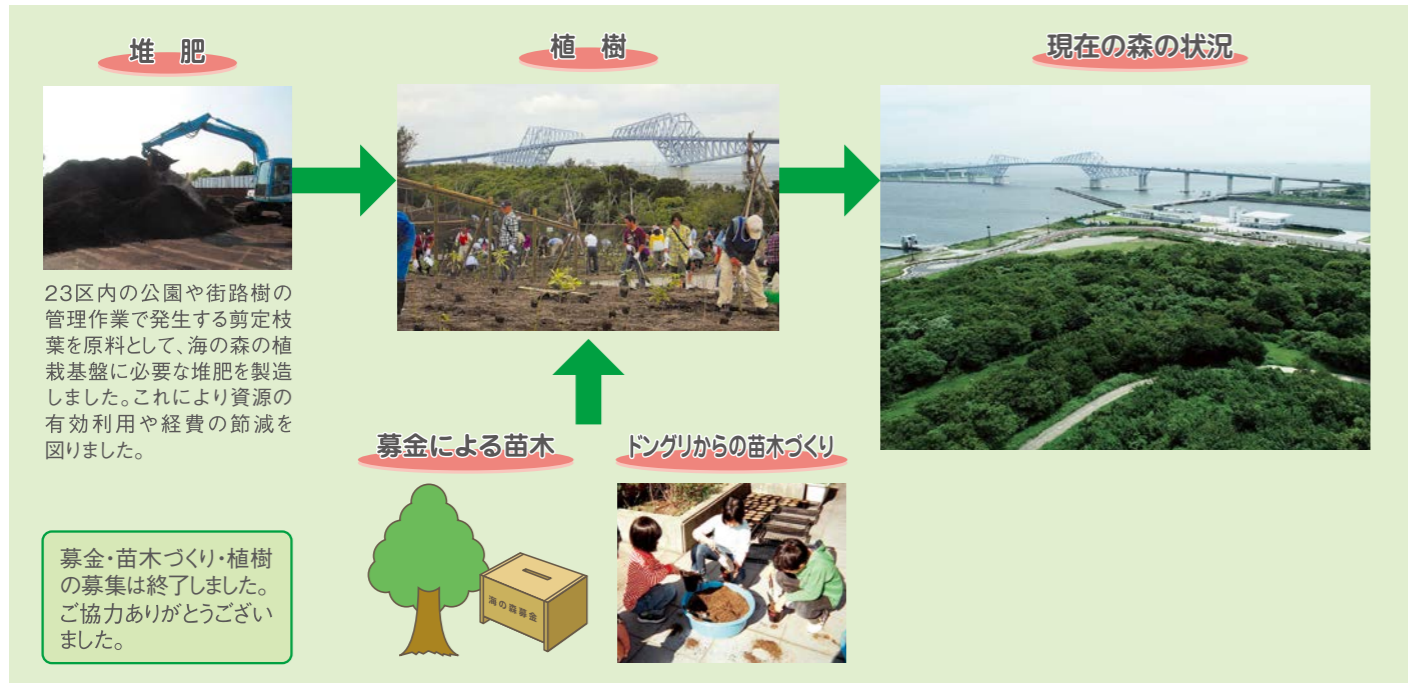 堆 肥
植 樹
現在の森の状況
23区内の公園や街路樹の
管理作業で発生する剪定枝
葉を原料として、海の森の植
栽基盤に必要な堆肥を製造
しました。これにより資源の
有効利用や経費の節減を
図りました。
募金による苗木
ドングリからの苗木づくり
海の森募金
募金・苗木づくり・植樹
の募集は終了しました。
ご協力ありがとうござい
ました。